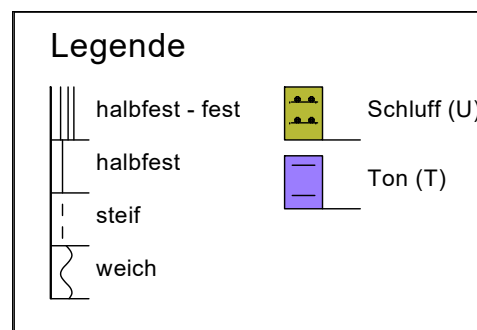 Legende
halbfest - fest
halbfest
steif
weich
Schluff (U)
Ton (T)